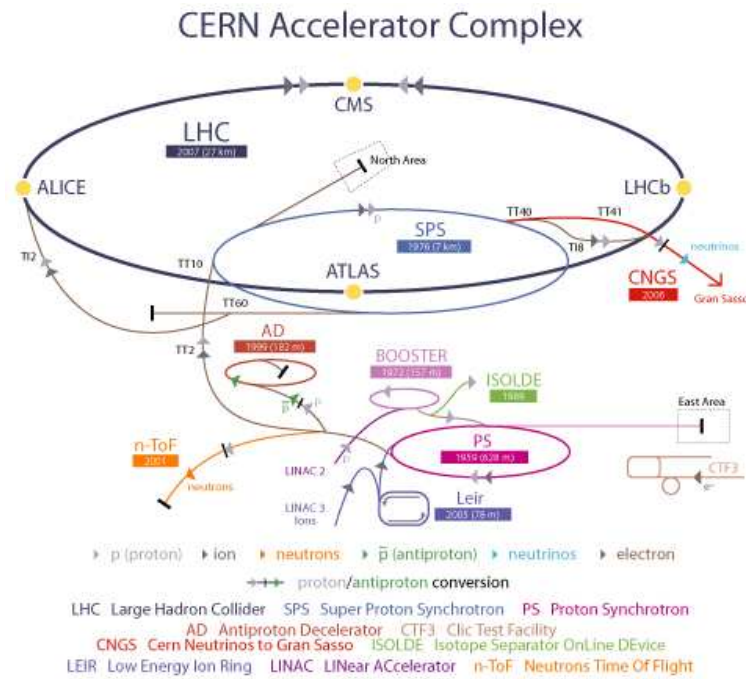 CERN Accelerator Complex
CMS
LHC
2007 (27 km)
North Area
ALICE
LHCb
TT40
TT41
SPS
1976 (7 km)
neutrinos
TI2
TT10
TI8
ATLAS
CNGS
2006
Gran Sasso
TT60
AD
1999 (182 m)
TT2
BOOSTER
1972 (157 m)
ISOLDE
1989
p
East Area
n-ToF
2001
PS
1959 (628 m)
LINAC 2
neutrons
CTF3
e-
LINAC 3
Ions
Leir
2005 (78 m)
p (proton) ion neutrons p̄ (antiproton) neutrinos electron
proton/antiproton conversion
LHC Large Hadron Collider SPS Super Proton Synchrotron PS Proton Synchrotron
AD Antiproton Decelerator CTF3 Clic Test Facility
CNGS Cern Neutrinos to Gran Sasso ISOLDE Isotope Separator OnLine DEvice
LEIR Low Energy Ion Ring LINAC LINear ACcelerator n-ToF Neutrons Time Of Flight